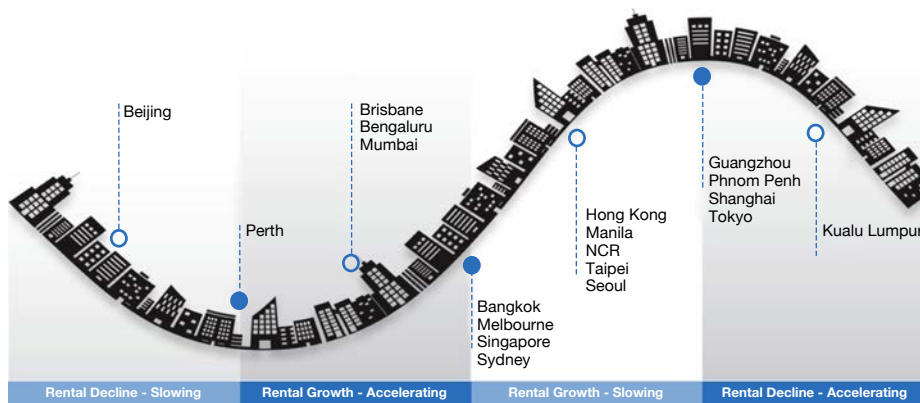 Beijing
Perth
Brisbane
Bengaluru
Mumbai
Bangkok
Melbourne
Singapore
Sydney
Hong Kong
Manila
NCR
Taipei
Seoul
Guangzhou
Phnom Penh
Shanghai
Tokyo
Kualu Lumpur
Rental Decline - Slowing
Rental Growth - Accelerating
Rental Growth - Slowing
Rental Decline - Accelerating